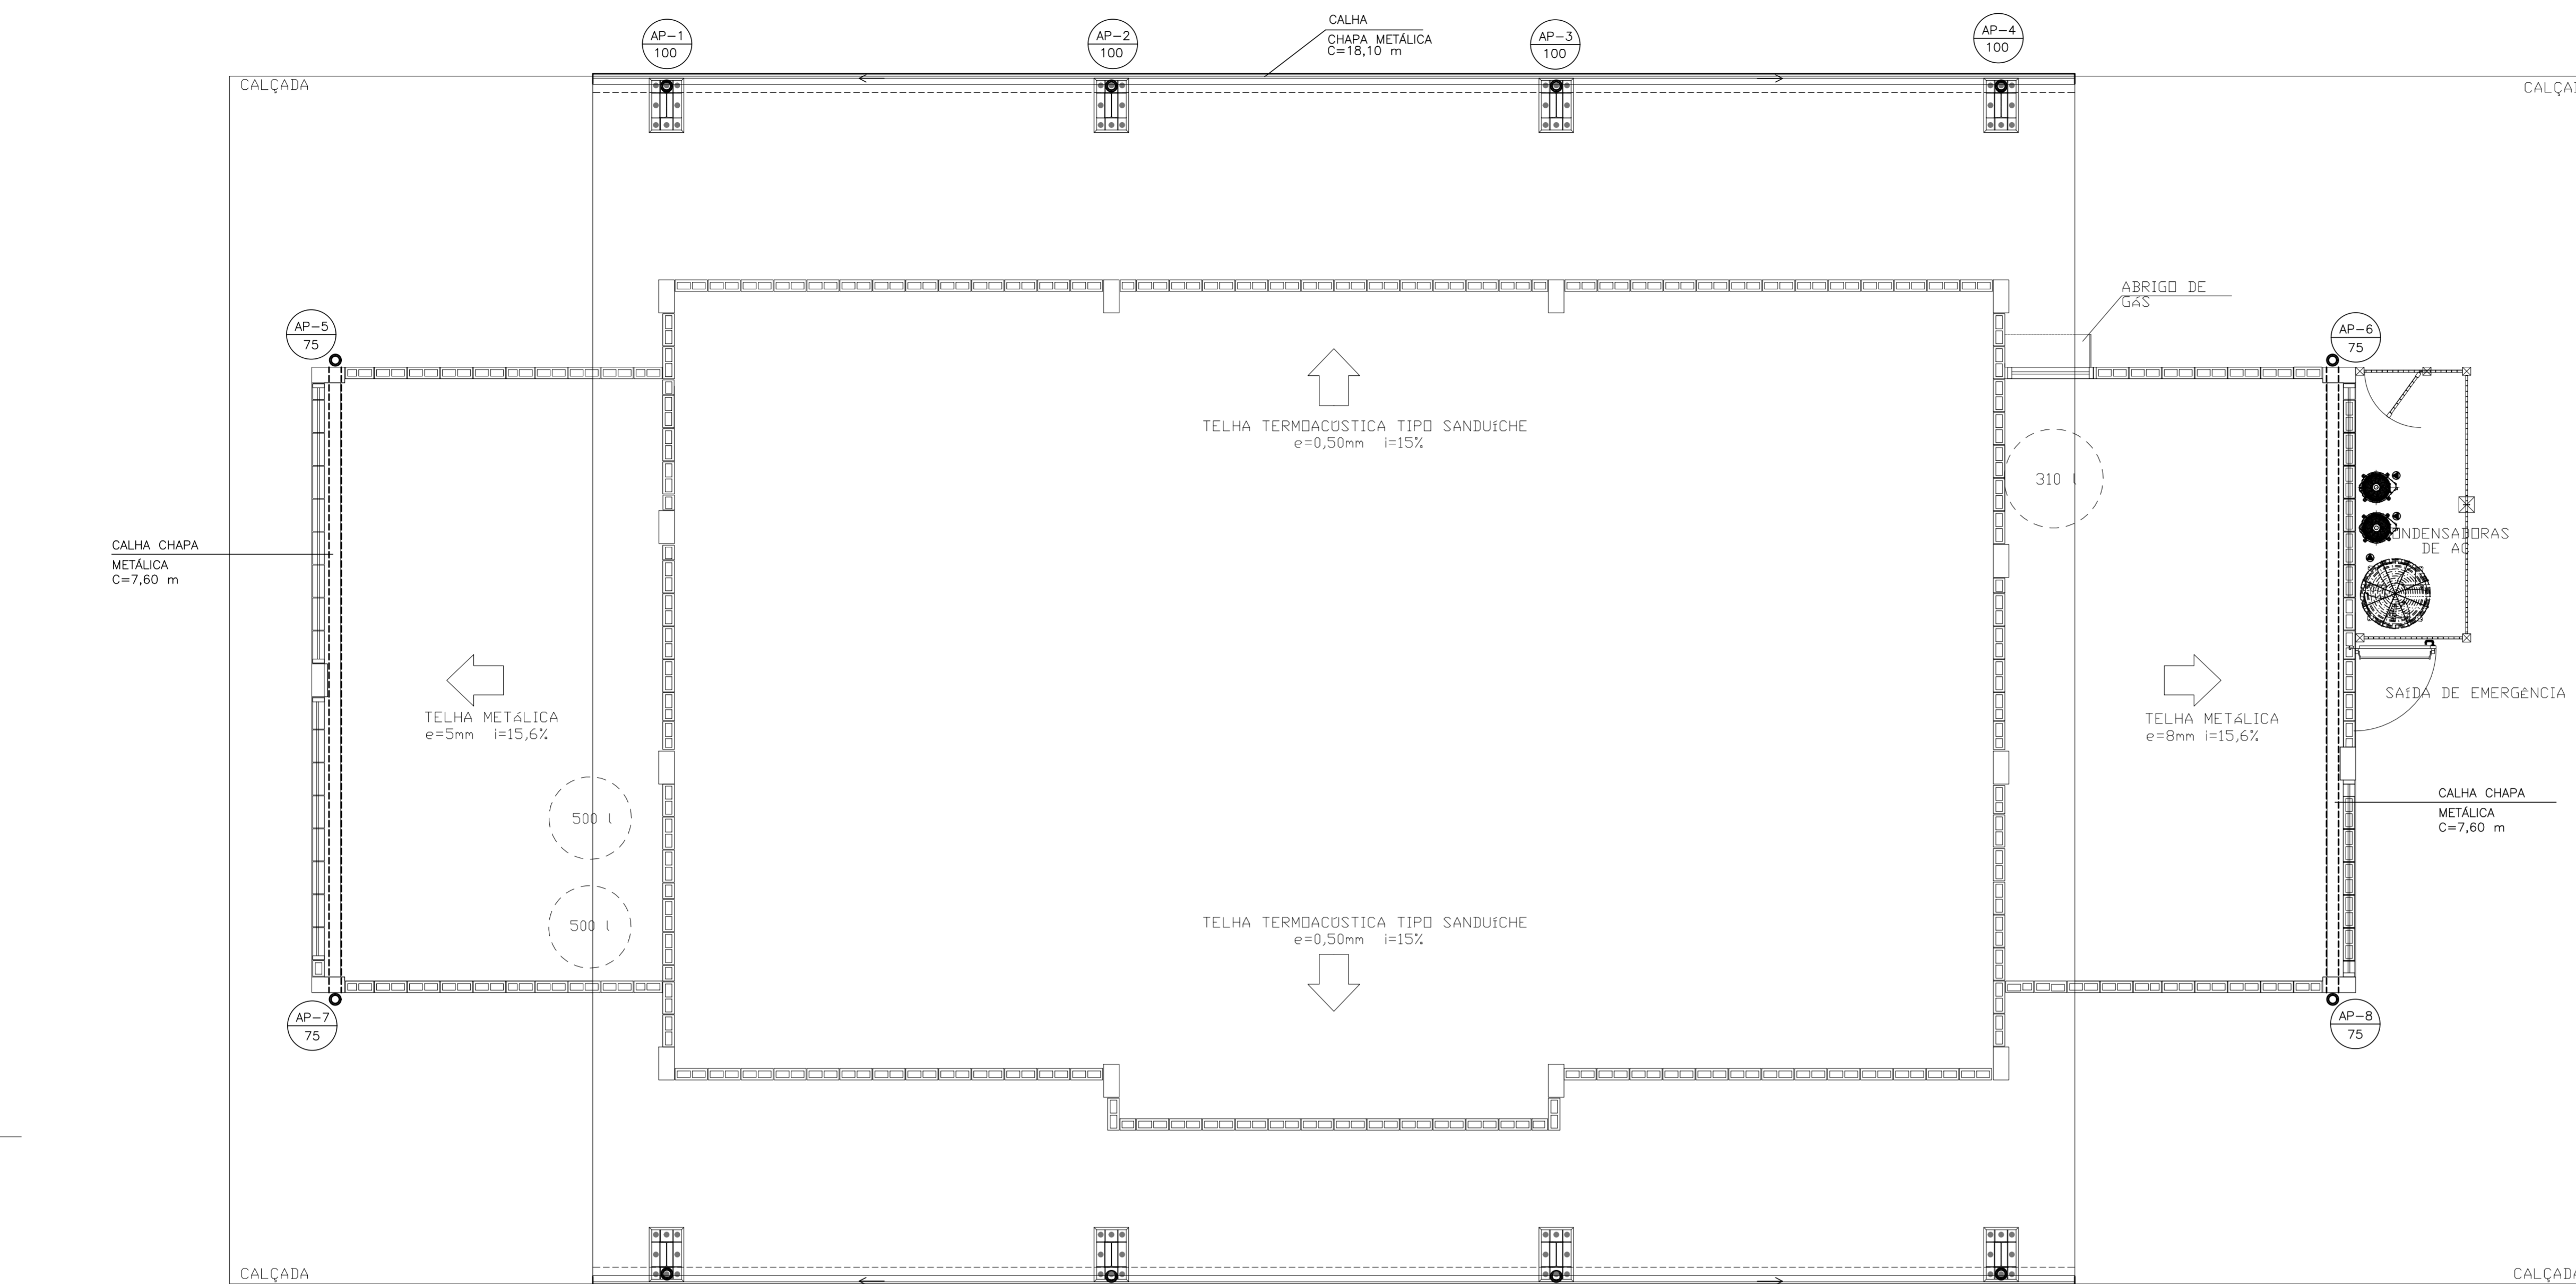 CALHA
CHAPA METÁLICA
C=18,10 m
AP-1
100
AP-2
100
AP-3
100
AP-4
100
CALÇADA
ABRIGO DE
GÁS
AP-5
75
AP-6
75
TELHA TERMOACÚSTICA TIPO SANDUÍCHE
e=0,50mm i=15%
310 l
CALHA CHAPA
METÁLICA
C=7,60 m
DE AC
SAÍDA DE EMERGÊNCIA
TELHA METÁLICA
e=5mm i=15,6%
TELHA METÁLICA
e=8mm i=15,6%
CALHA CHAPA
METÁLICA
C=7,60 m
500 l
500 l
TELHA TERMOACÚSTICA TIPO SANDUÍCHE
e=0,50mm i=15%
AP-7
75
AP-8
75
CALÇADA